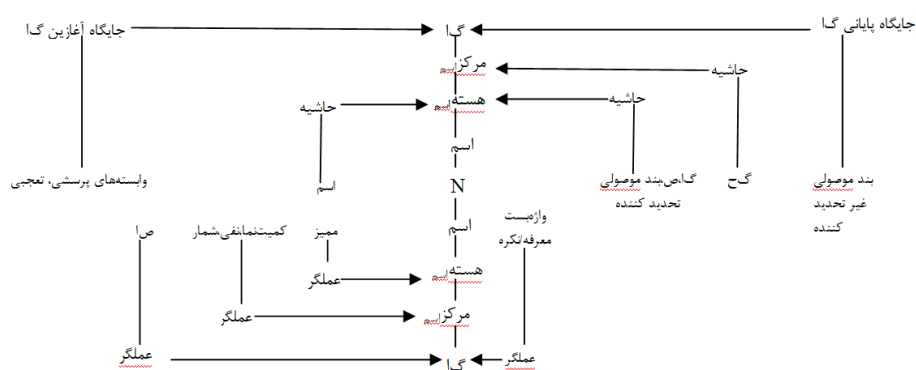 جایگاه پایانی گ‌ا
گ‌ا
جایگاه آغازین گ‌ا
مرکزاسم
حاشیه
هسته‌اسم
حاشیه
حاشیه
اسم
بند موصولی
غیر تحدید
کننده
گ‌ح
گ‌ا،ص،بند موصولی
تحدید کننده
N
اسم
وابسته‌های پرسشی، تعجبی
واژه‌بست
معرفه/نکره
اسم
ممیز
کمیت‌نما،نفی،شمار
ص‌ا
هسته‌اسم
عملگر
مرکزاسم
عملگر
عملگر
گ‌ا
عملگر